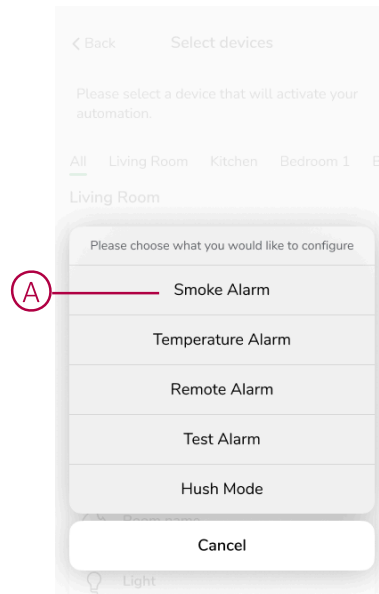 Back Select devices
Please select a device that will activate your
automation.
All Living Room Kitchen Bedroom 1 B
Living Room
Please choose what you would like to configure
A
Smoke Alarm
Temperature Alarm
Remote Alarm
Test Alarm
Hush Mode
Room name
Cancel
Light